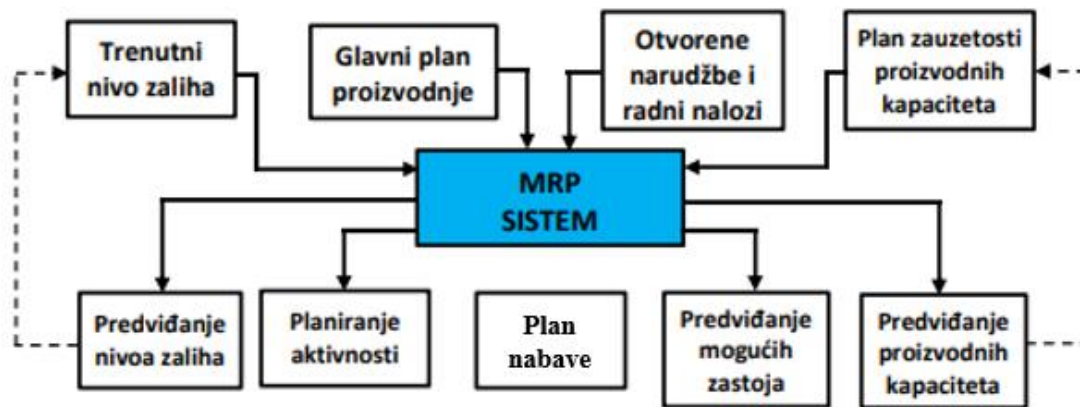 Trenutni
nivo zaliha
Glavni plan
proizvodnje
Otvorene
narudžbe i
radni nalozi
Plan zauzetosti
proizvodnih
kapaciteta
MRP
SISTEM
Predviđanje
nivoa zaliha
Planiranje
aktivnosti
Plan
nabave
Predviđanje
mogućih
zastoja
Predviđanje
proizvodnih
kapaciteta